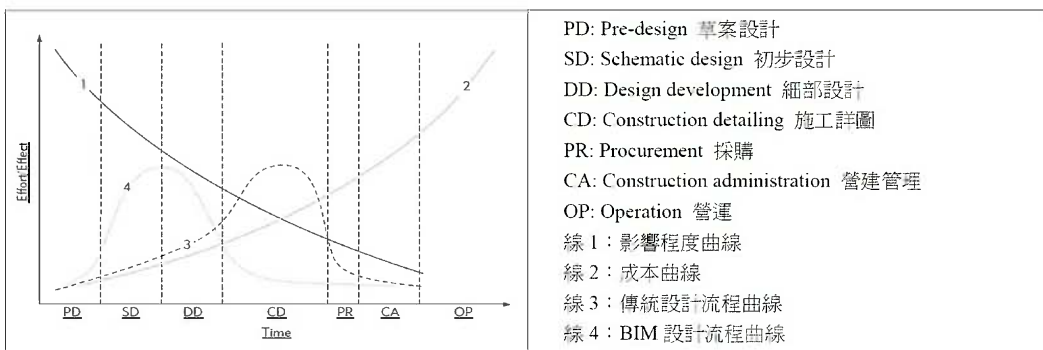 1
2
4
3
Effort/Effect
PD SD DD CD PR CA OP
Time
PD: Pre-design 草案設計
SD: Schematic design 初步設計
DD: Design development 細部設計
CD: Construction detailing 施工詳圖
PR: Procurement 採購
CA: Construction administration 營建管理
OP: Operation 營運
線 1：影響程度曲線
線 2：成本曲線
線 3：傳統設計流程曲線
線 4：BIM 設計流程曲線